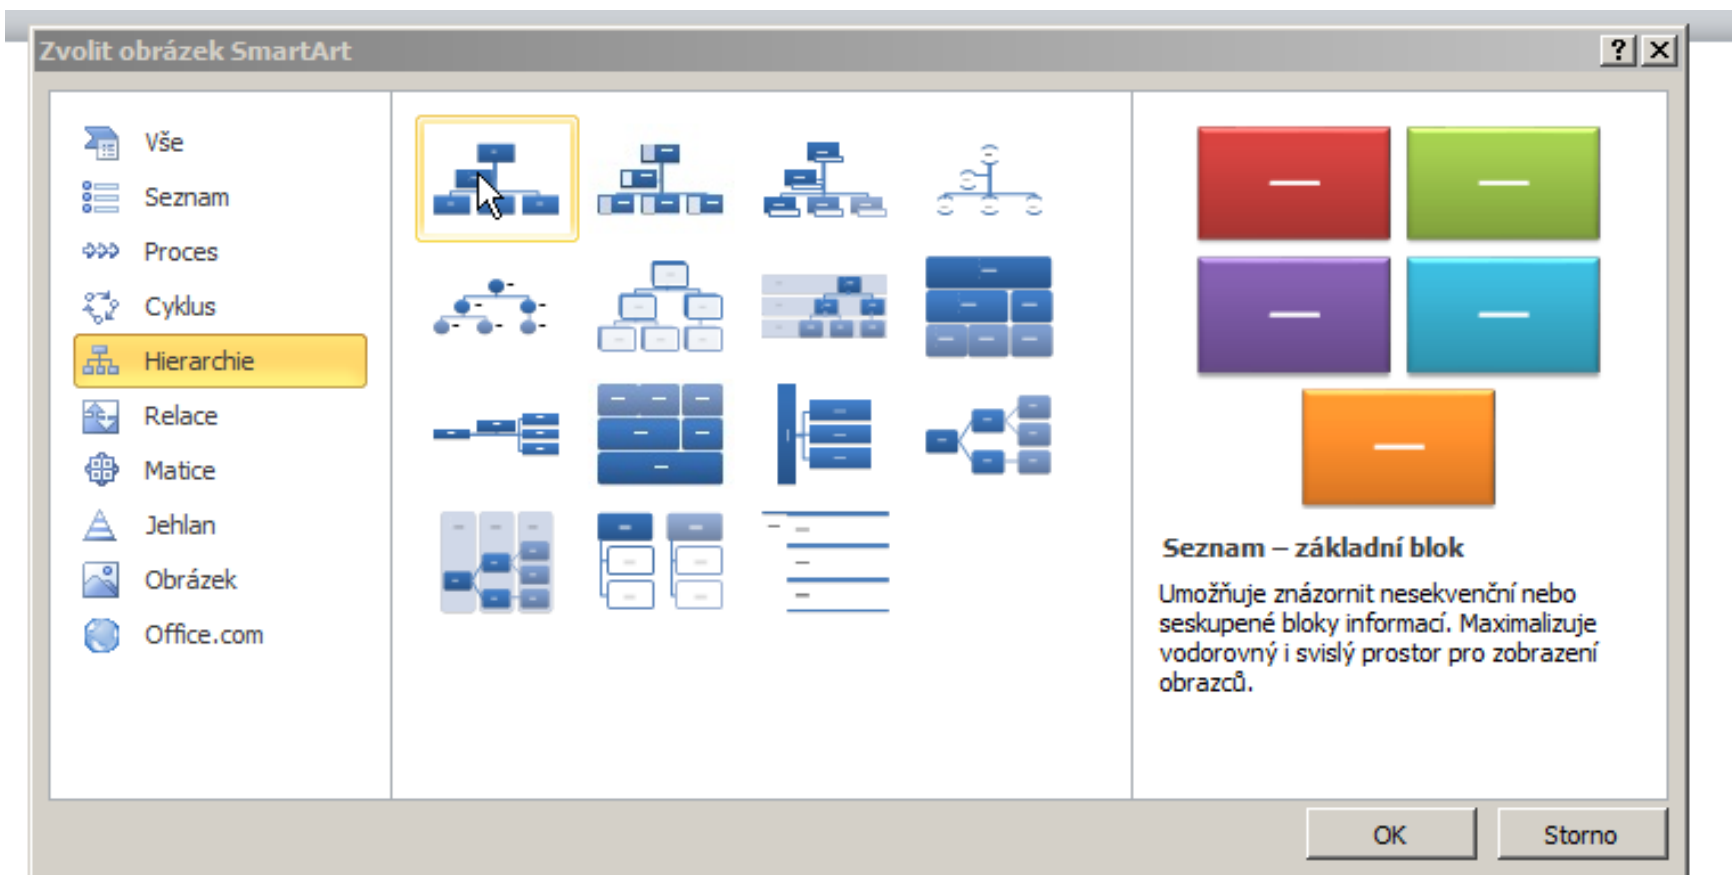 Zvolit obrázek SmartArt
Vše
Seznam
Proces
Cyklus
Hierarchie
Relace
Matice
Jehlan
Obrázek
Office.com
Seznam – základní blok
Umožňuje znázornit nesekvenční nebo
seskupené bloky informací. Maximalizuje
vodorovný i svislý prostor pro zobrazení
obrazců.
OK
Storno